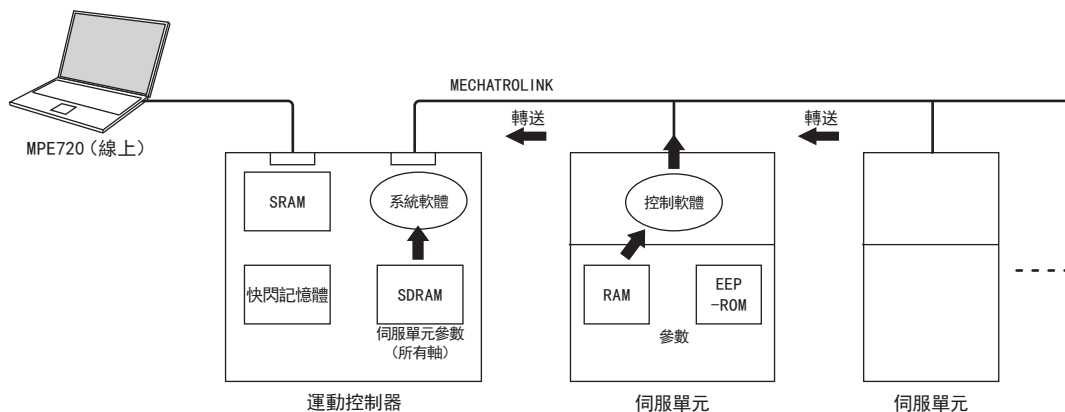 MECHATROLINK
轉送
轉送
MPE720(線上)
SRAM
系統軟體
控制軟體
快閃記憶體
SDRAM
RAM
EEP
-ROM
伺服單元參數
(所有軸)
參數
運動控制器
伺服單元
伺服單元